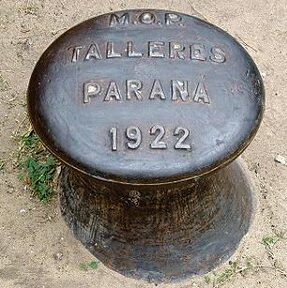 M.O.P.
TALLERES
PARANA
1922